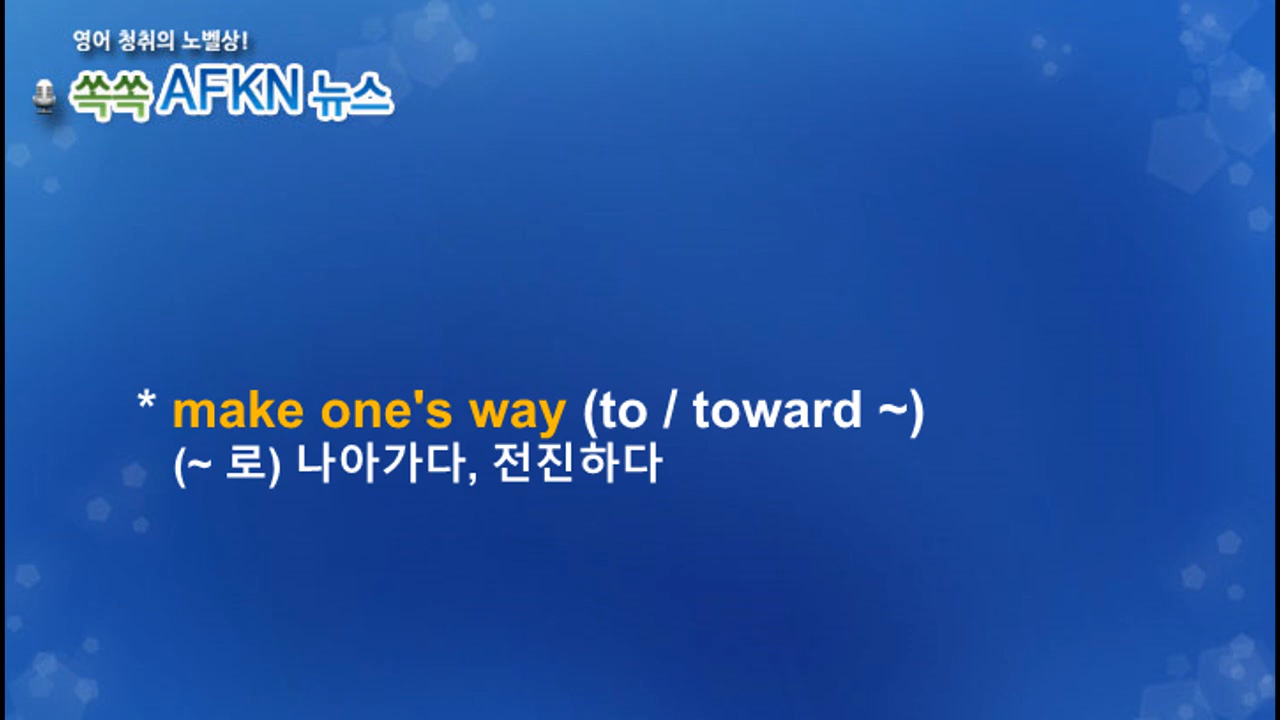 영어 청취의 노벨상!
쏙쏙 AFKN 뉴스
* make one's way (to / toward ~)
(~ 로) 나아가다, 전진하다